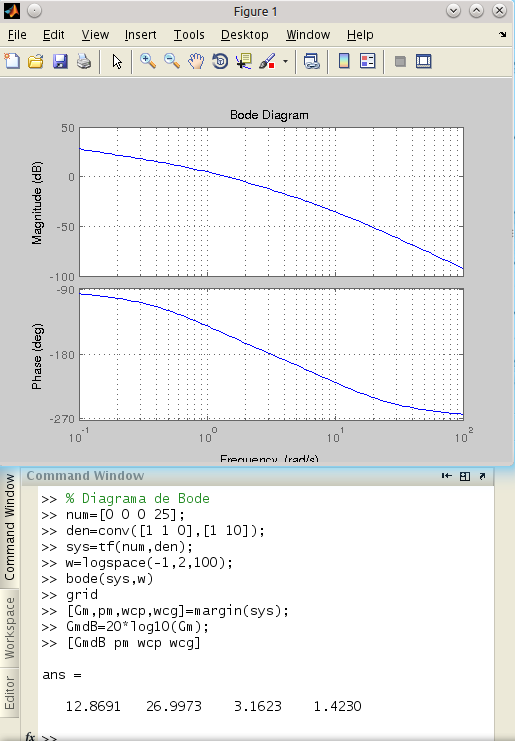 Figure 1
File Edit View Insert Tools Desktop Window Help
Bode Diagram
50
0
-50
-100
Magnitude (dB)
-90
-180
-270
Phase (deg)
10^-1 10^0 10^1 10^2
Frequency (rad/s)
Command Window
Command Window
Workspace
Editor
>> % Diagrama de Bode
>> num=[0 0 0 25];
>> den=conv([1 1 0],[1 10]);
>> sys=tf(num,den);
>> w=logspace(-1,2,100);
>> bode(sys,w)
>> grid
>> [Gm,pm,wcp,wcg]=margin(sys);
>> GmdB=20*log10(Gm);
>> [GmdB pm wcp wcg]
ans =
12.8691 26.9973 3.1623 1.4230
fx >>